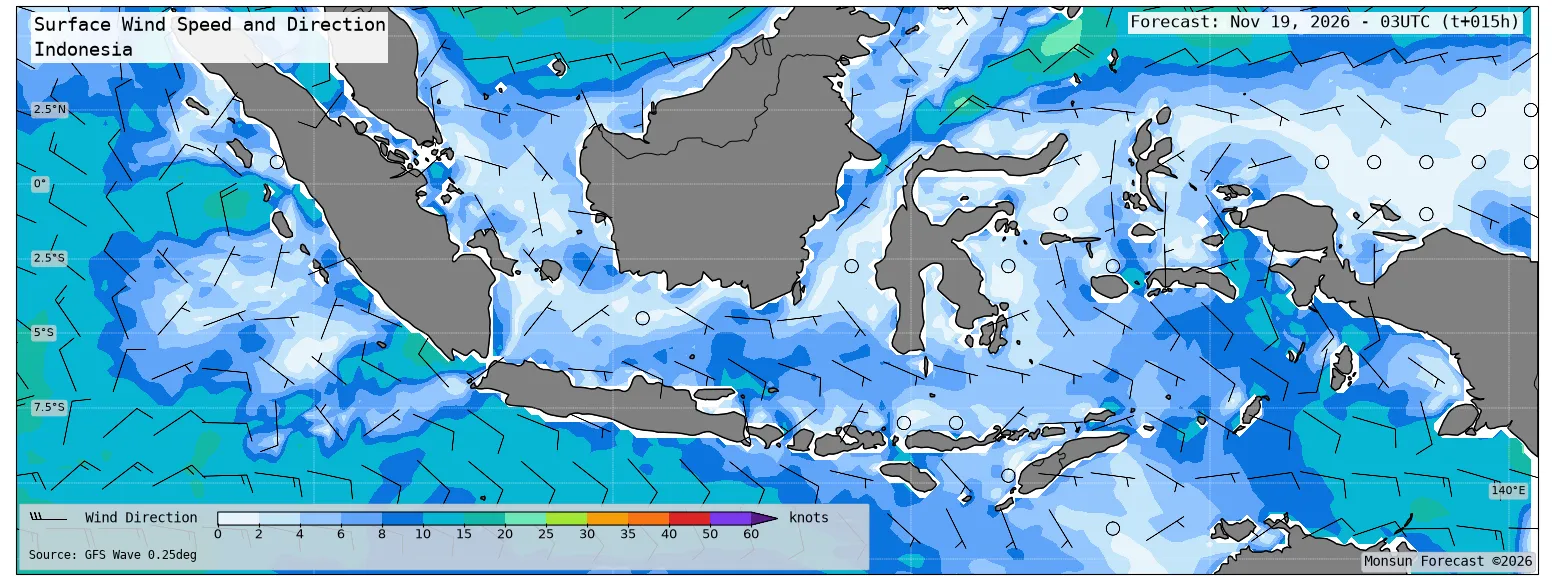 Surface Wind Speed and Direction
Indonesia
Forecast: Nov 19, 2026 - 03UTC (t+015h)
2.5°N
0°
2.5°S
5°S
7.5°S
140°E
Wind Direction
0 2 4 6 8 10 15 20 25 30 35 40 50 60
knots
Source: GFS Wave 0.25deg
Monsun Forecast ©2026